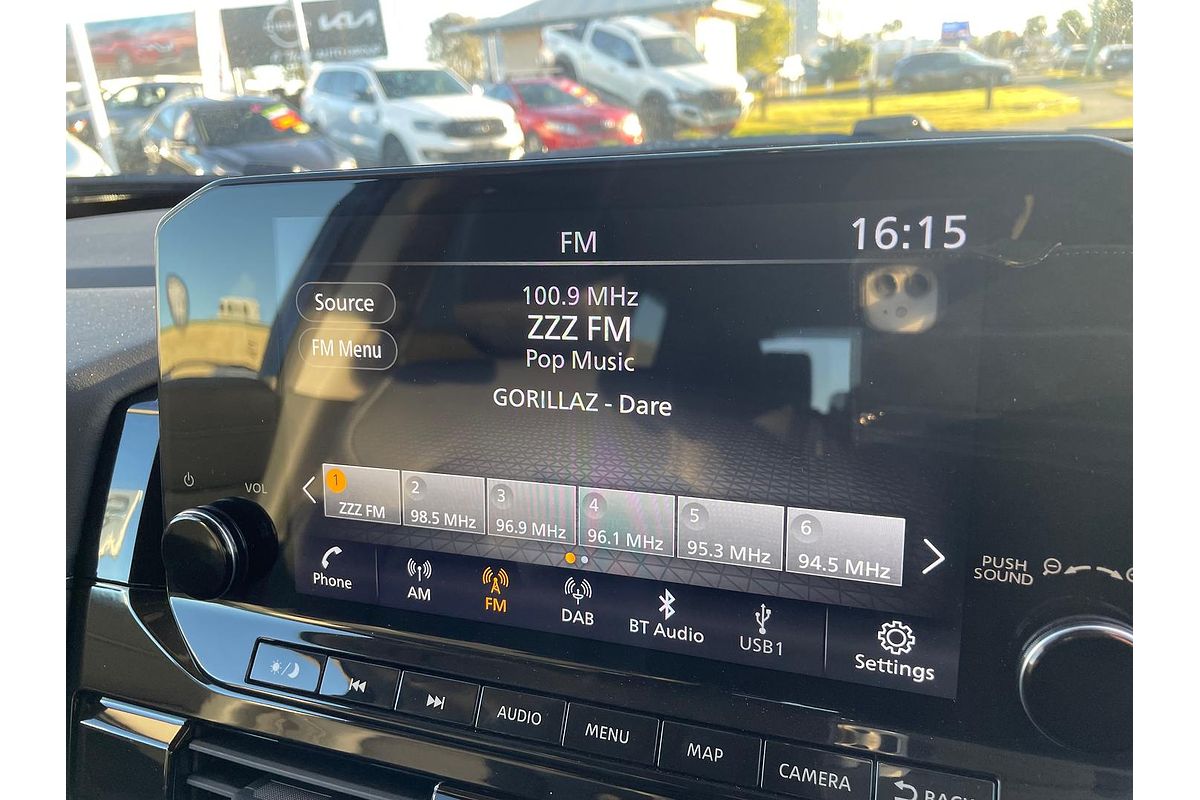 KIA
FM
16:15
Source
FM Menu
100.9 MHz
ZZZ FM
Pop Music
GORILLAZ - Dare
1
ZZZ FM
2
98.5 MHz
3
96.9 MHz
4
96.1 MHz
5
95.3 MHz
6
94.5 MHz
VOL
PUSH
SOUND
Phone
AM
FM
DAB
BT Audio
USB1
Settings
AUDIO
MENU
MAP
CAMERA
BACK